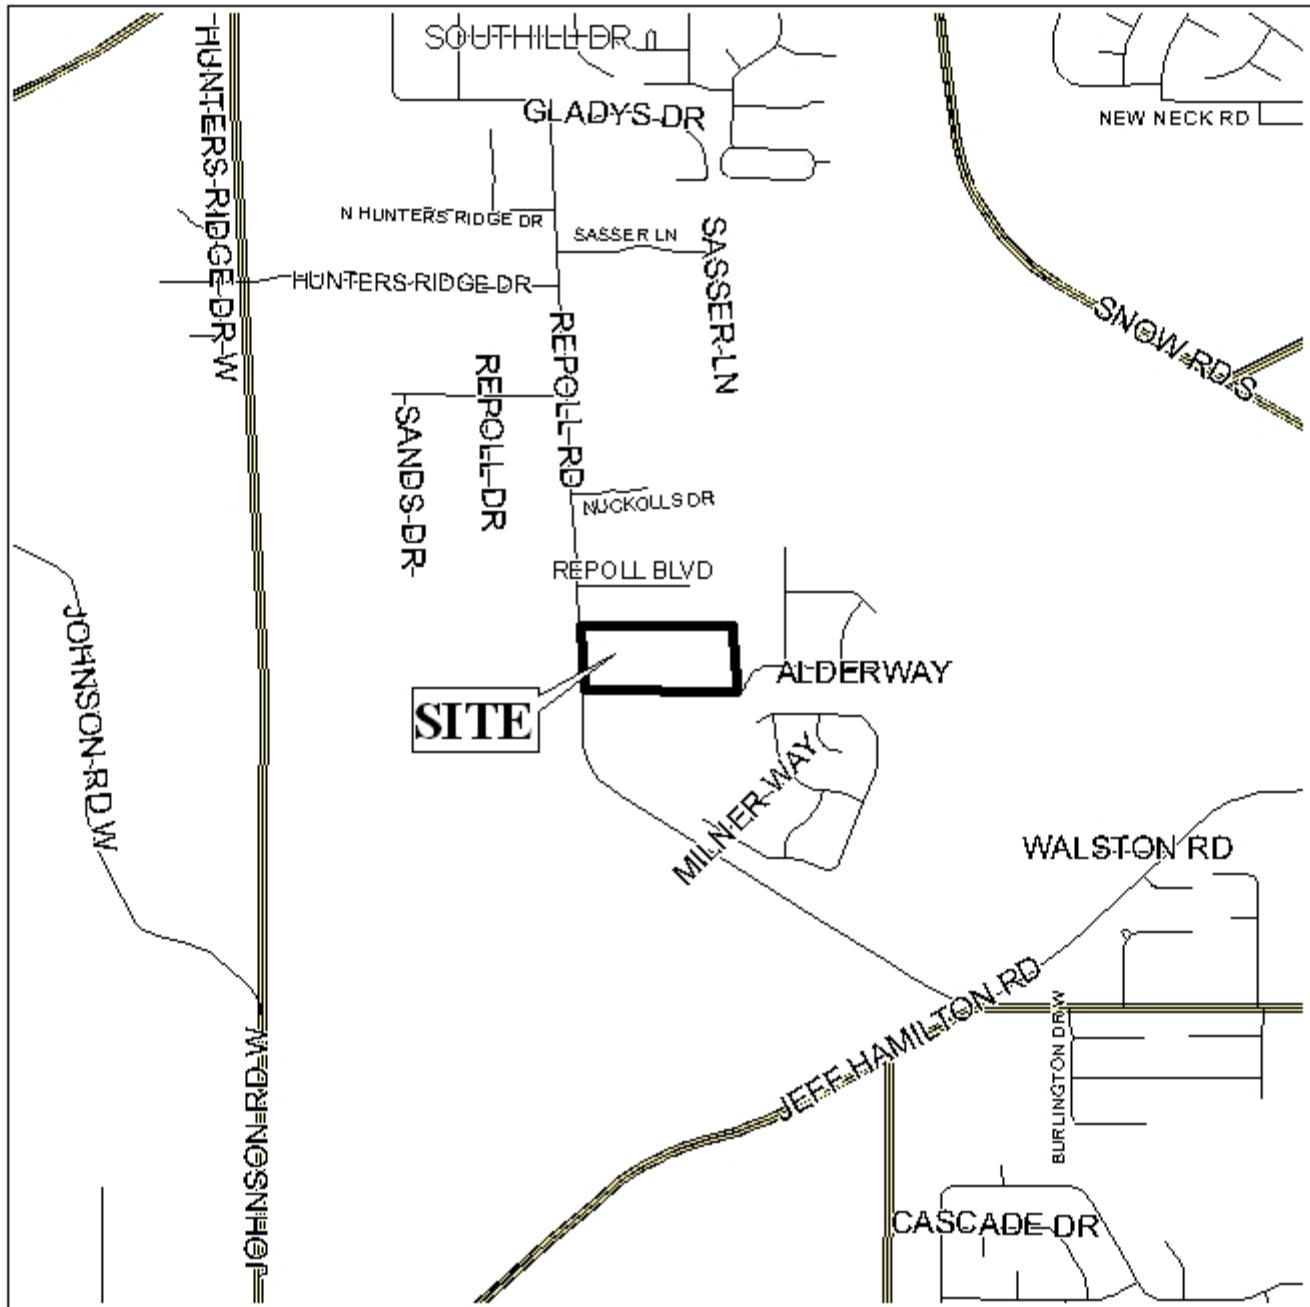 SOUTHILL DR
HUNTERS RIDGE DR W
GLADYS DR
NEW NECK RD
N HUNTERS RIDGE DR
SASSER LN
SASSER LN
HUNTERS RIDGE DR
SNOW RD S
REPOLL RD
REPOLL DR
SANDS DR
NUCKOLLS DR
REPOLL BLVD
JOHNSON RD W
ALDERWAY
SITE
MILNER WAY
WALSTON RD
JEFF HAMILTON RD
BURLINGTON DR W
JOHNSON RD W
CASCADE DR